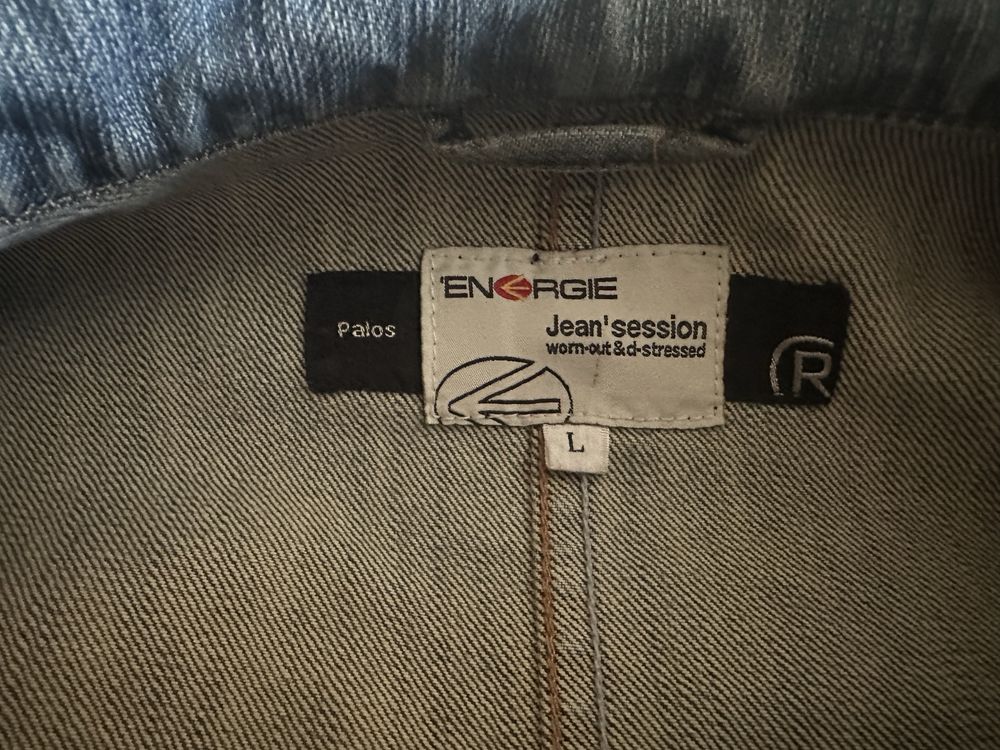 Palos
'ENERGIE
Jean'session
worn-out&d-stressed
R
L